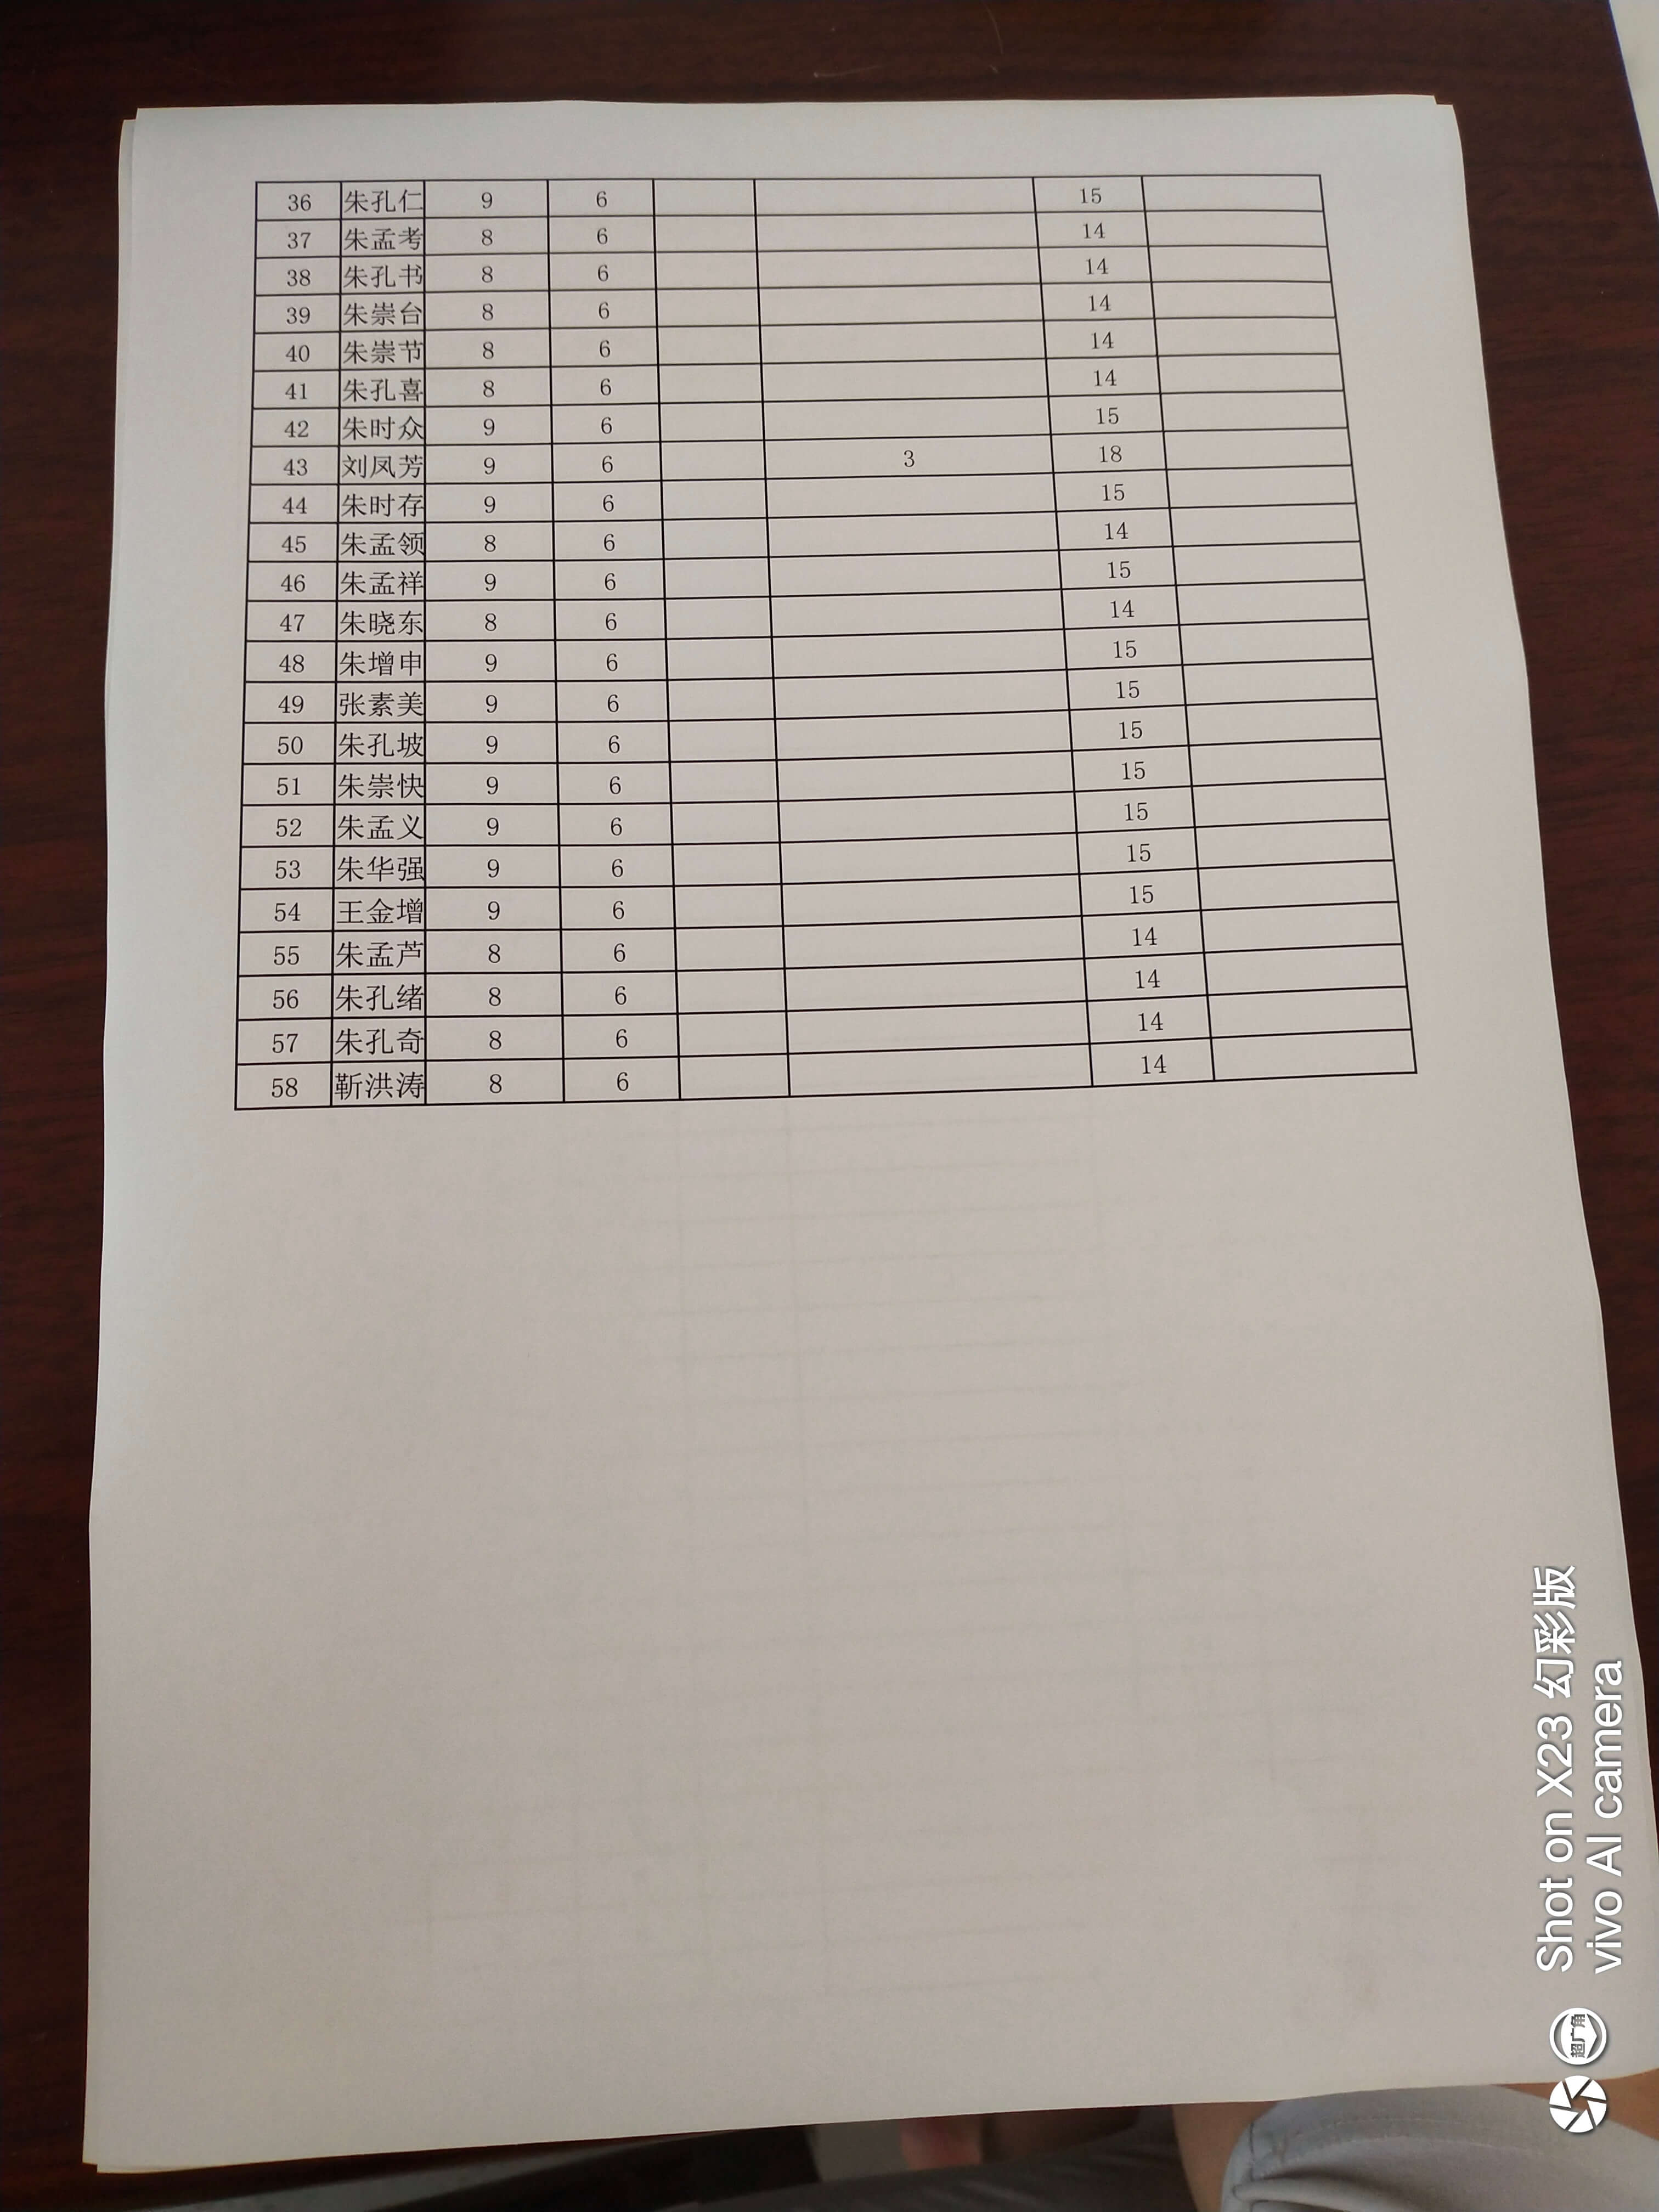 36 朱孔仁 9 6 15
37 朱孟考 8 6 14
38 朱孔书 8 6 14
39 朱崇台 8 6 14
40 朱崇节 8 6 14
41 朱孔喜 8 6 14
42 朱时众 9 6 15
43 刘凤芳 9 6 3 18
44 朱时存 9 6 15
45 朱孟领 8 6 14
46 朱孟祥 9 6 15
47 朱晓东 8 6 14
48 朱增申 9 6 15
49 张素美 9 6 15
50 朱孔坡 9 6 15
51 朱崇快 9 6 15
52 朱孟义 9 6 15
53 朱华强 9 6 15
54 王金增 9 6 15
55 朱孟芦 8 6 14
56 朱孔绪 8 6 14
57 朱孔奇 8 6 14
58 靳洪涛 8 6 14
Shot on X23 幻彩版
vivo AI camera
超广角